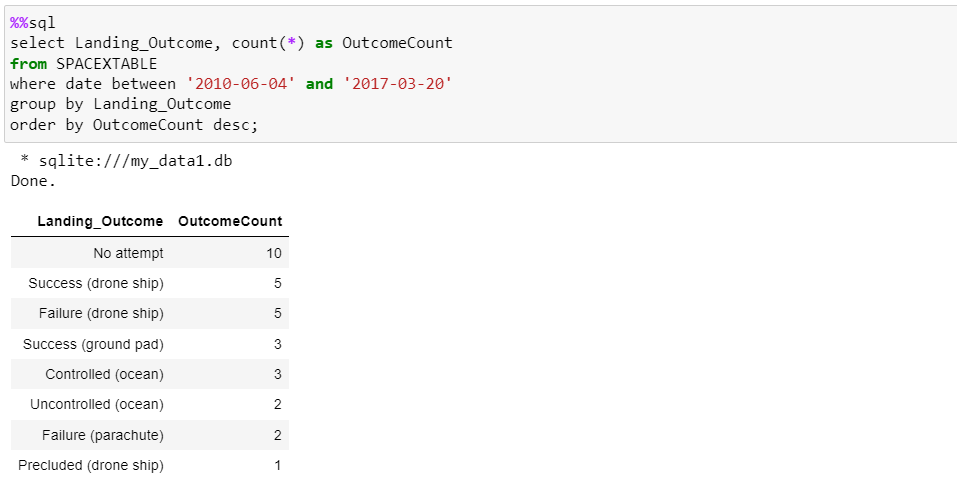 %%sql
select Landing_Outcome, count(*) as OutcomeCount
from SPACEXTABLE
where date between '2010-06-04' and '2017-03-20'
group by Landing_Outcome
order by OutcomeCount desc;
* sqlite:///my_data1.db
Done.
Landing_Outcome OutcomeCount
No attempt 10
Success (drone ship) 5
Failure (drone ship) 5
Success (ground pad) 3
Controlled (ocean) 3
Uncontrolled (ocean) 2
Failure (parachute) 2
Precluded (drone ship) 1